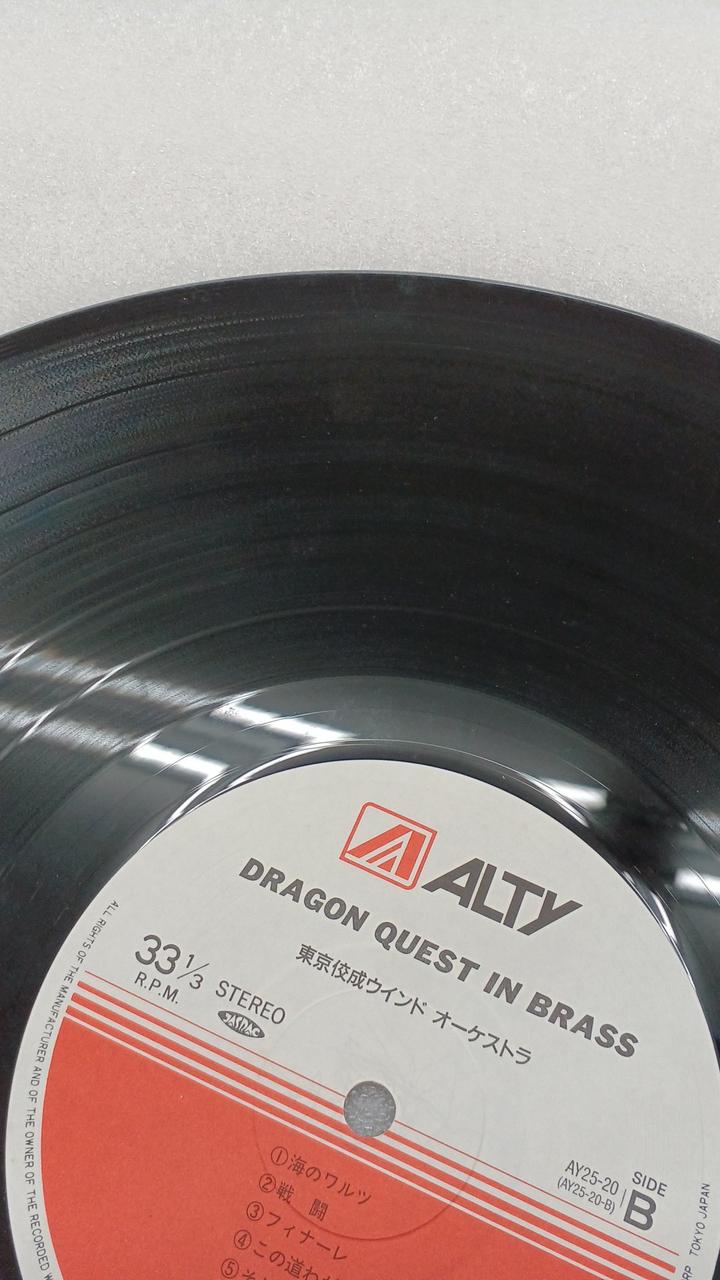 ALTY
DRAGON QUEST IN BRASS
東京佼成ウインド オーケストラ
33 1/3
R.P.M.
STEREO
JASRAC
AY25-20
(AY25-20-B)
SIDE
B
①海のワルツ
②戦 闘
③フィナーレ
④この道わが
⑤そ
ALL RIGHTS OF THE MANUFACTURER AND OF THE OWNER OF THE RECORDED
TOKYO JAPAN